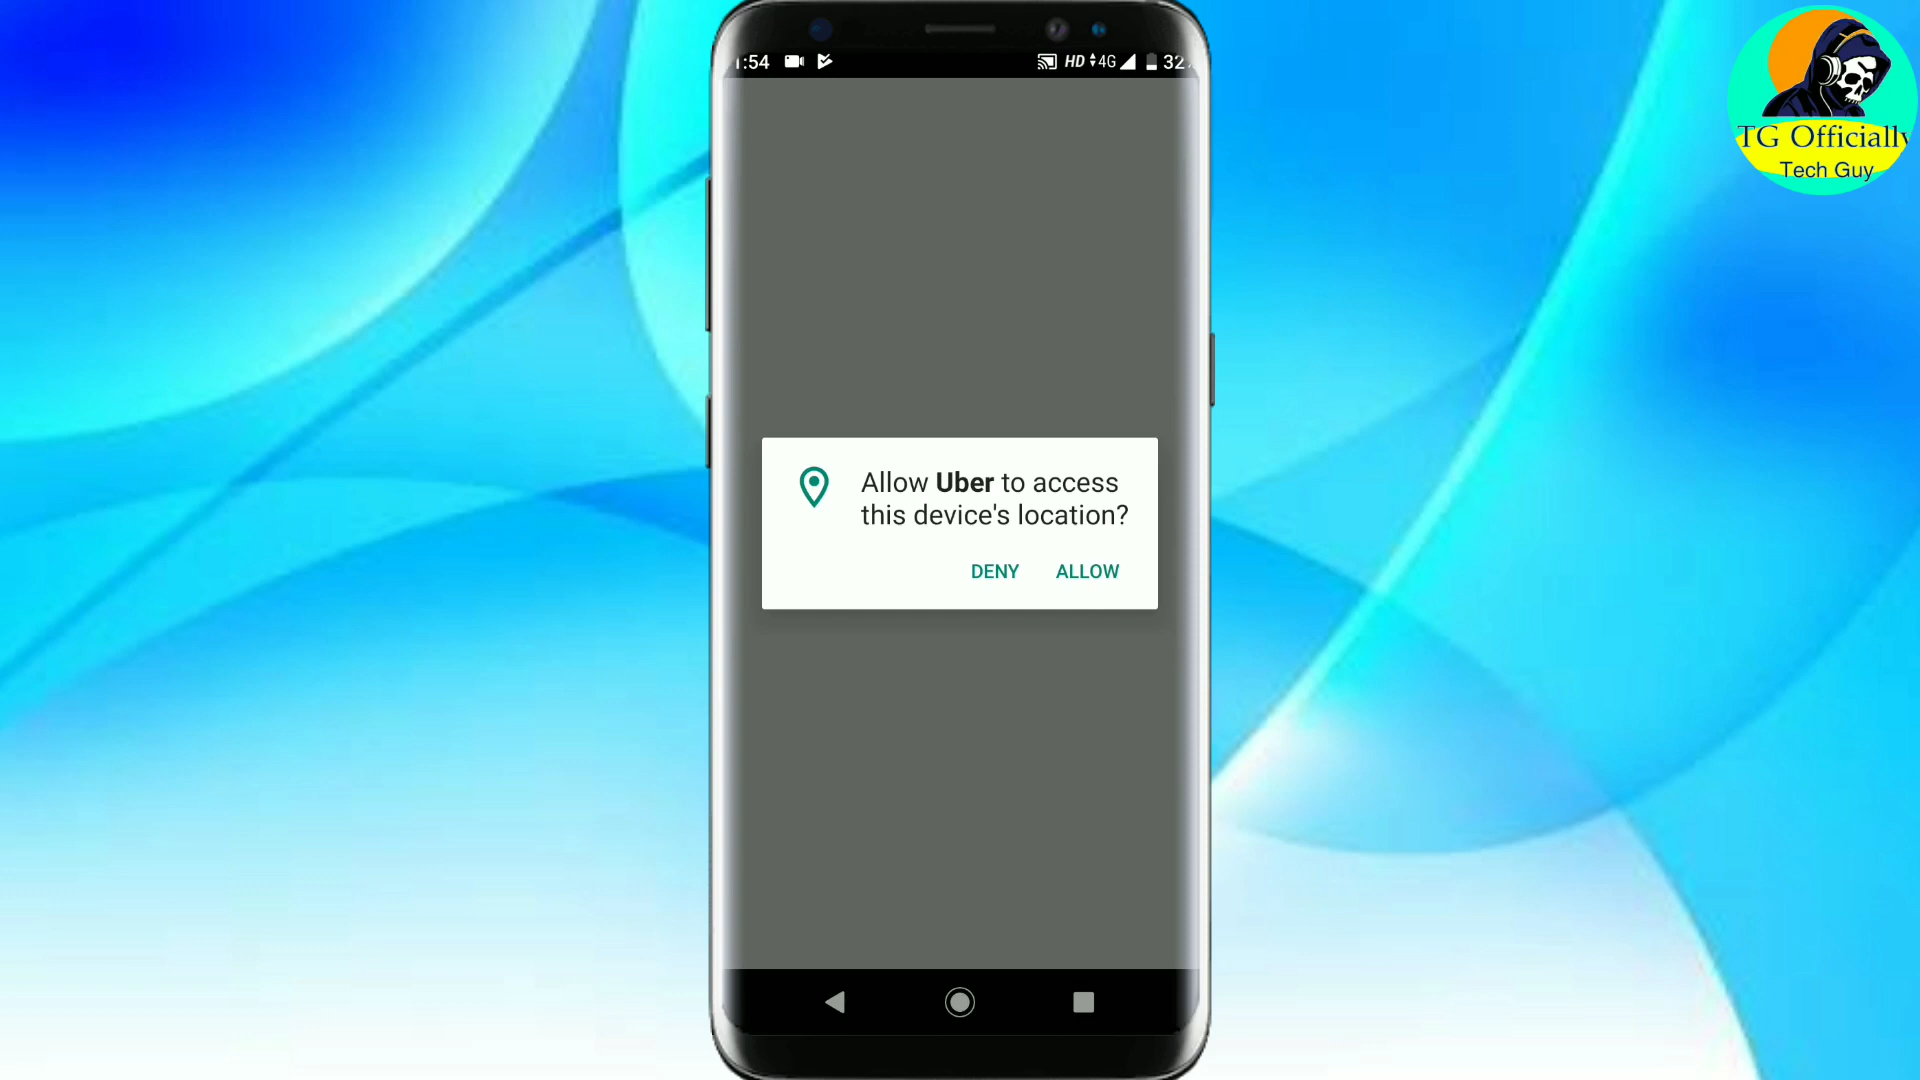 :54
HD 4G 32
TG Officially
Tech Guy
Allow Uber to access
this device's location?
DENY ALLOW